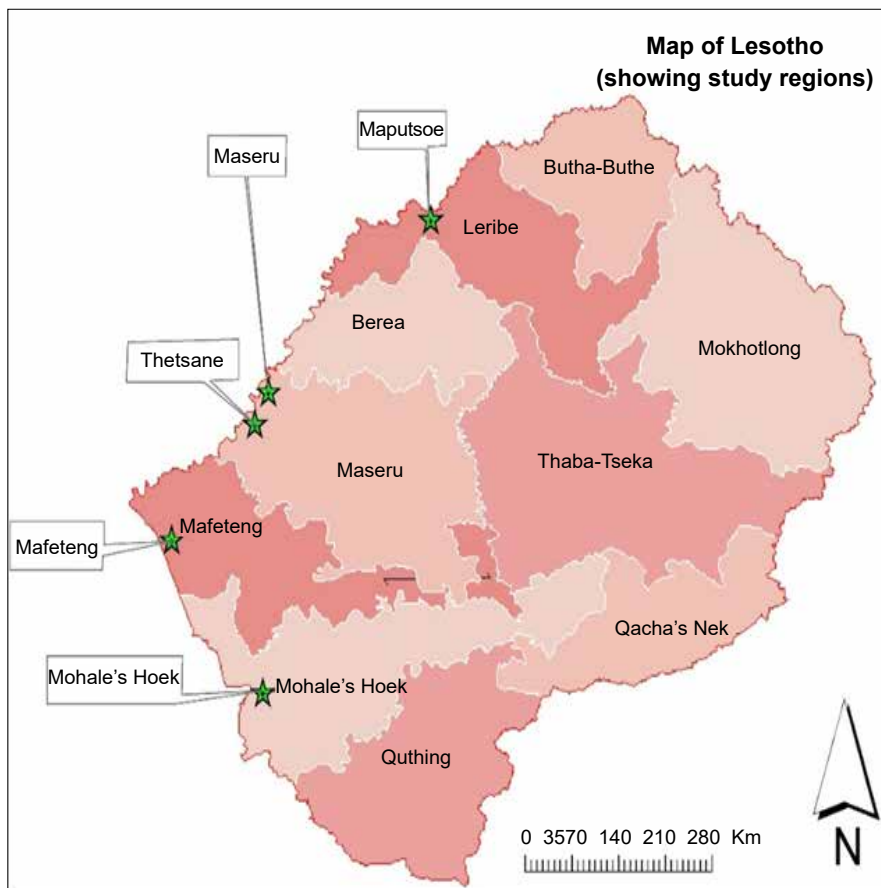 Map of Lesotho
(showing study regions)
Maputsoe
Maseru
Butha-Buthe
Leribe
Berea
Mokhotlong
Thetsane
Thaba-Tseka
Maseru
Mafeteng
Mafeteng
Qacha's Nek
Mohale's Hoek
Mohale's Hoek
Quthing
0 3570 140 210 280 Km
N